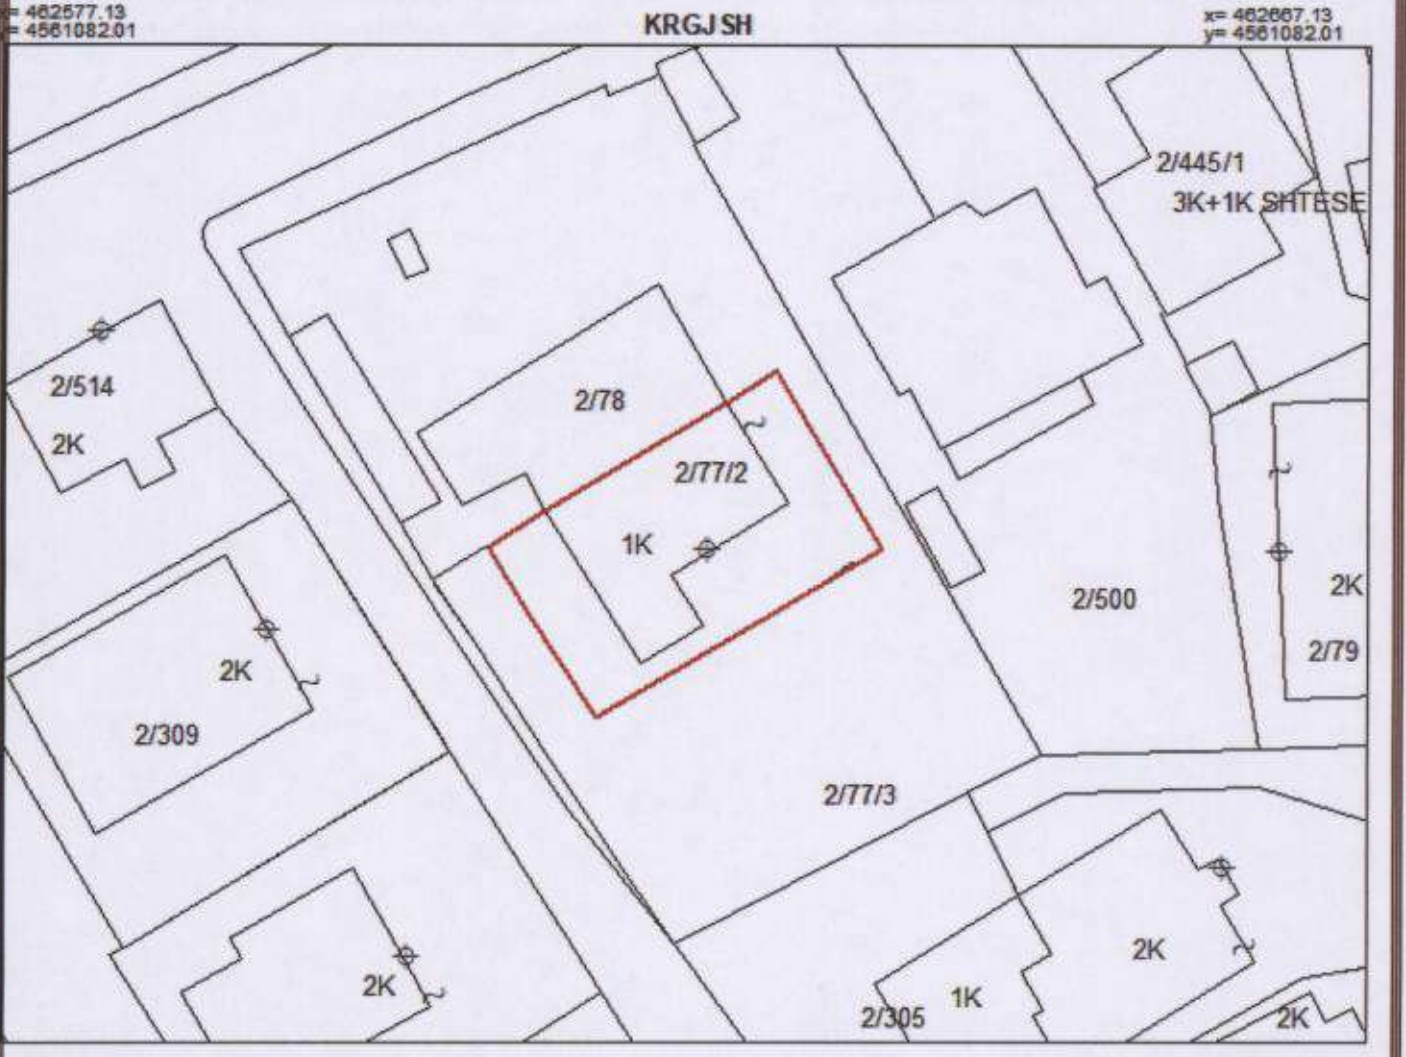 x= 462577.13
y= 4561082.01
KRGJSH
x= 462667.13
y= 4561082.01
2/445/1
3K+1K SHTESE
2/514
2K
2/78
2/77/2
1K
2/500
2K
2/79
2K
2/309
2/77/3
2K
2K
1K
2/305
2K